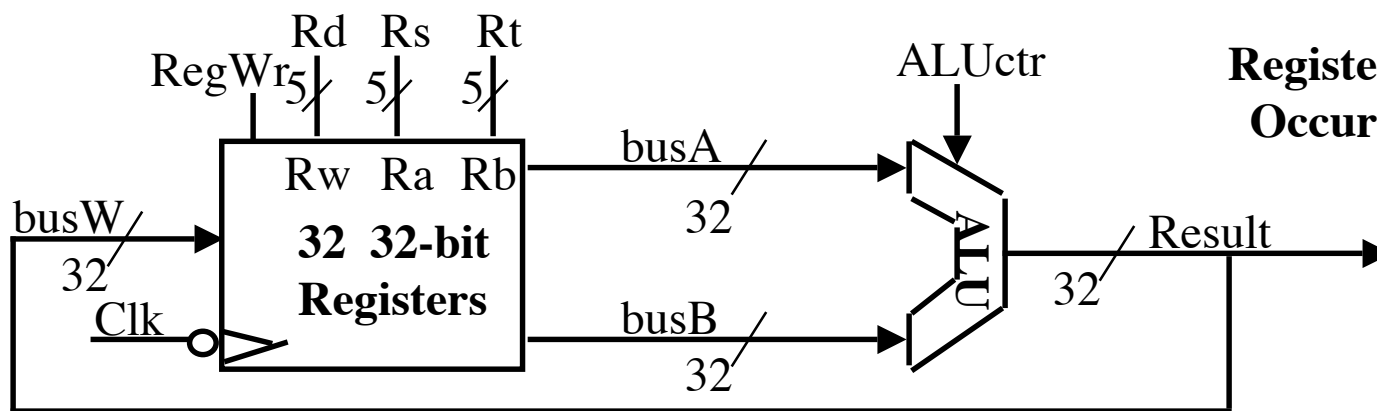 Rd Rs Rt
RegWr 5 5 5
ALUctr
Registe
Occur
Rw Ra Rb
busA
32
busW
32
32 32-bit
Registers
ALU
Result
32
Clk
busB
32